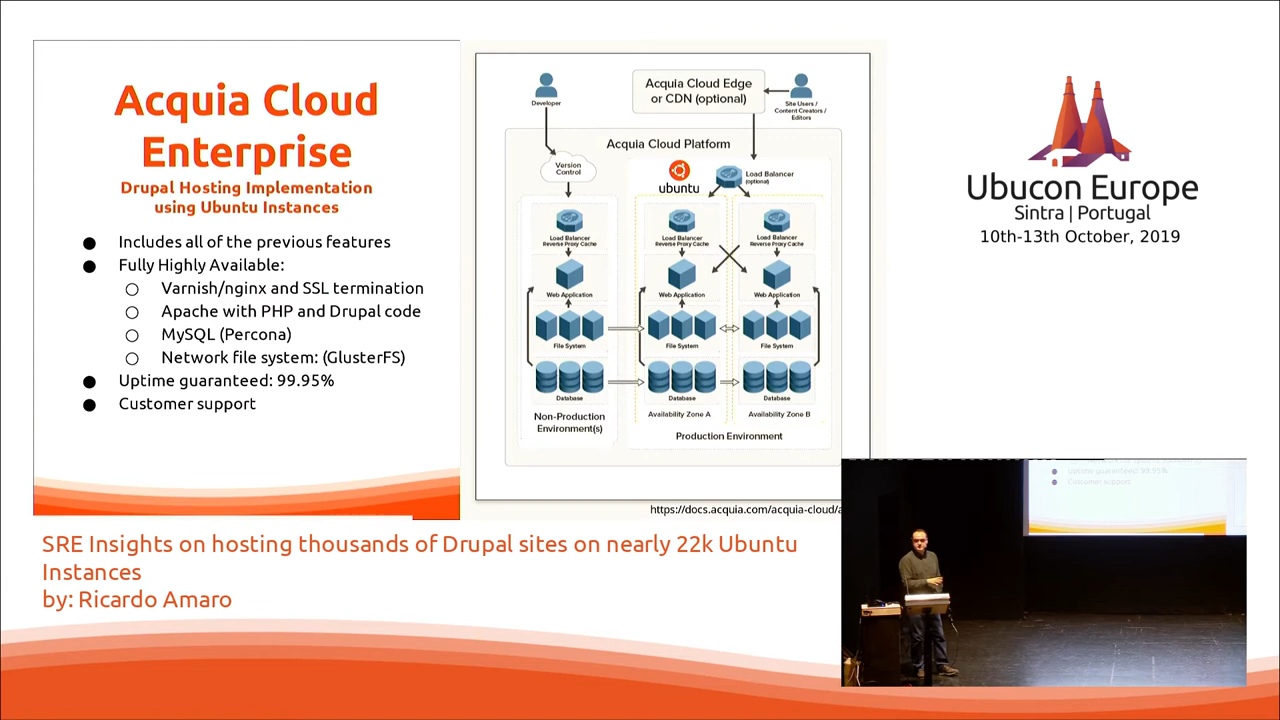 Acquia Cloud
Enterprise
Drupal Hosting Implementation
using Ubuntu Instances
● Includes all of the previous features
● Fully Highly Available:
○ Varnish/nginx and SSL termination
○ Apache with PHP and Drupal code
○ MySQL (Percona)
○ Network file system: (GlusterFS)
● Uptime guaranteed: 99.95%
● Customer support
Developer
Acquia Cloud Edge
or CDN (optional)
Site Users /
Content Creators /
Editors
Acquia Cloud Platform
Version
Control
ubuntu
Load Balancer
(optional)
Load Balancer
Reverse Proxy Cache
Web Application
File System
Database
Non-Production
Environment(s)
Load Balancer
Reverse Proxy Cache
Web Application
File System
Database
Availability Zone A
Load Balancer
Reverse Proxy Cache
Web Application
File System
Database
Availability Zone B
Production Environment
https://docs.acquia.com/acquia-cloud/a
Ubucon Europe
Sintra | Portugal
10th-13th October, 2019
Uptime guaranteed: 99.95%
Customer support
SRE Insights on hosting thousands of Drupal sites on nearly 22k Ubuntu
Instances
by: Ricardo Amaro